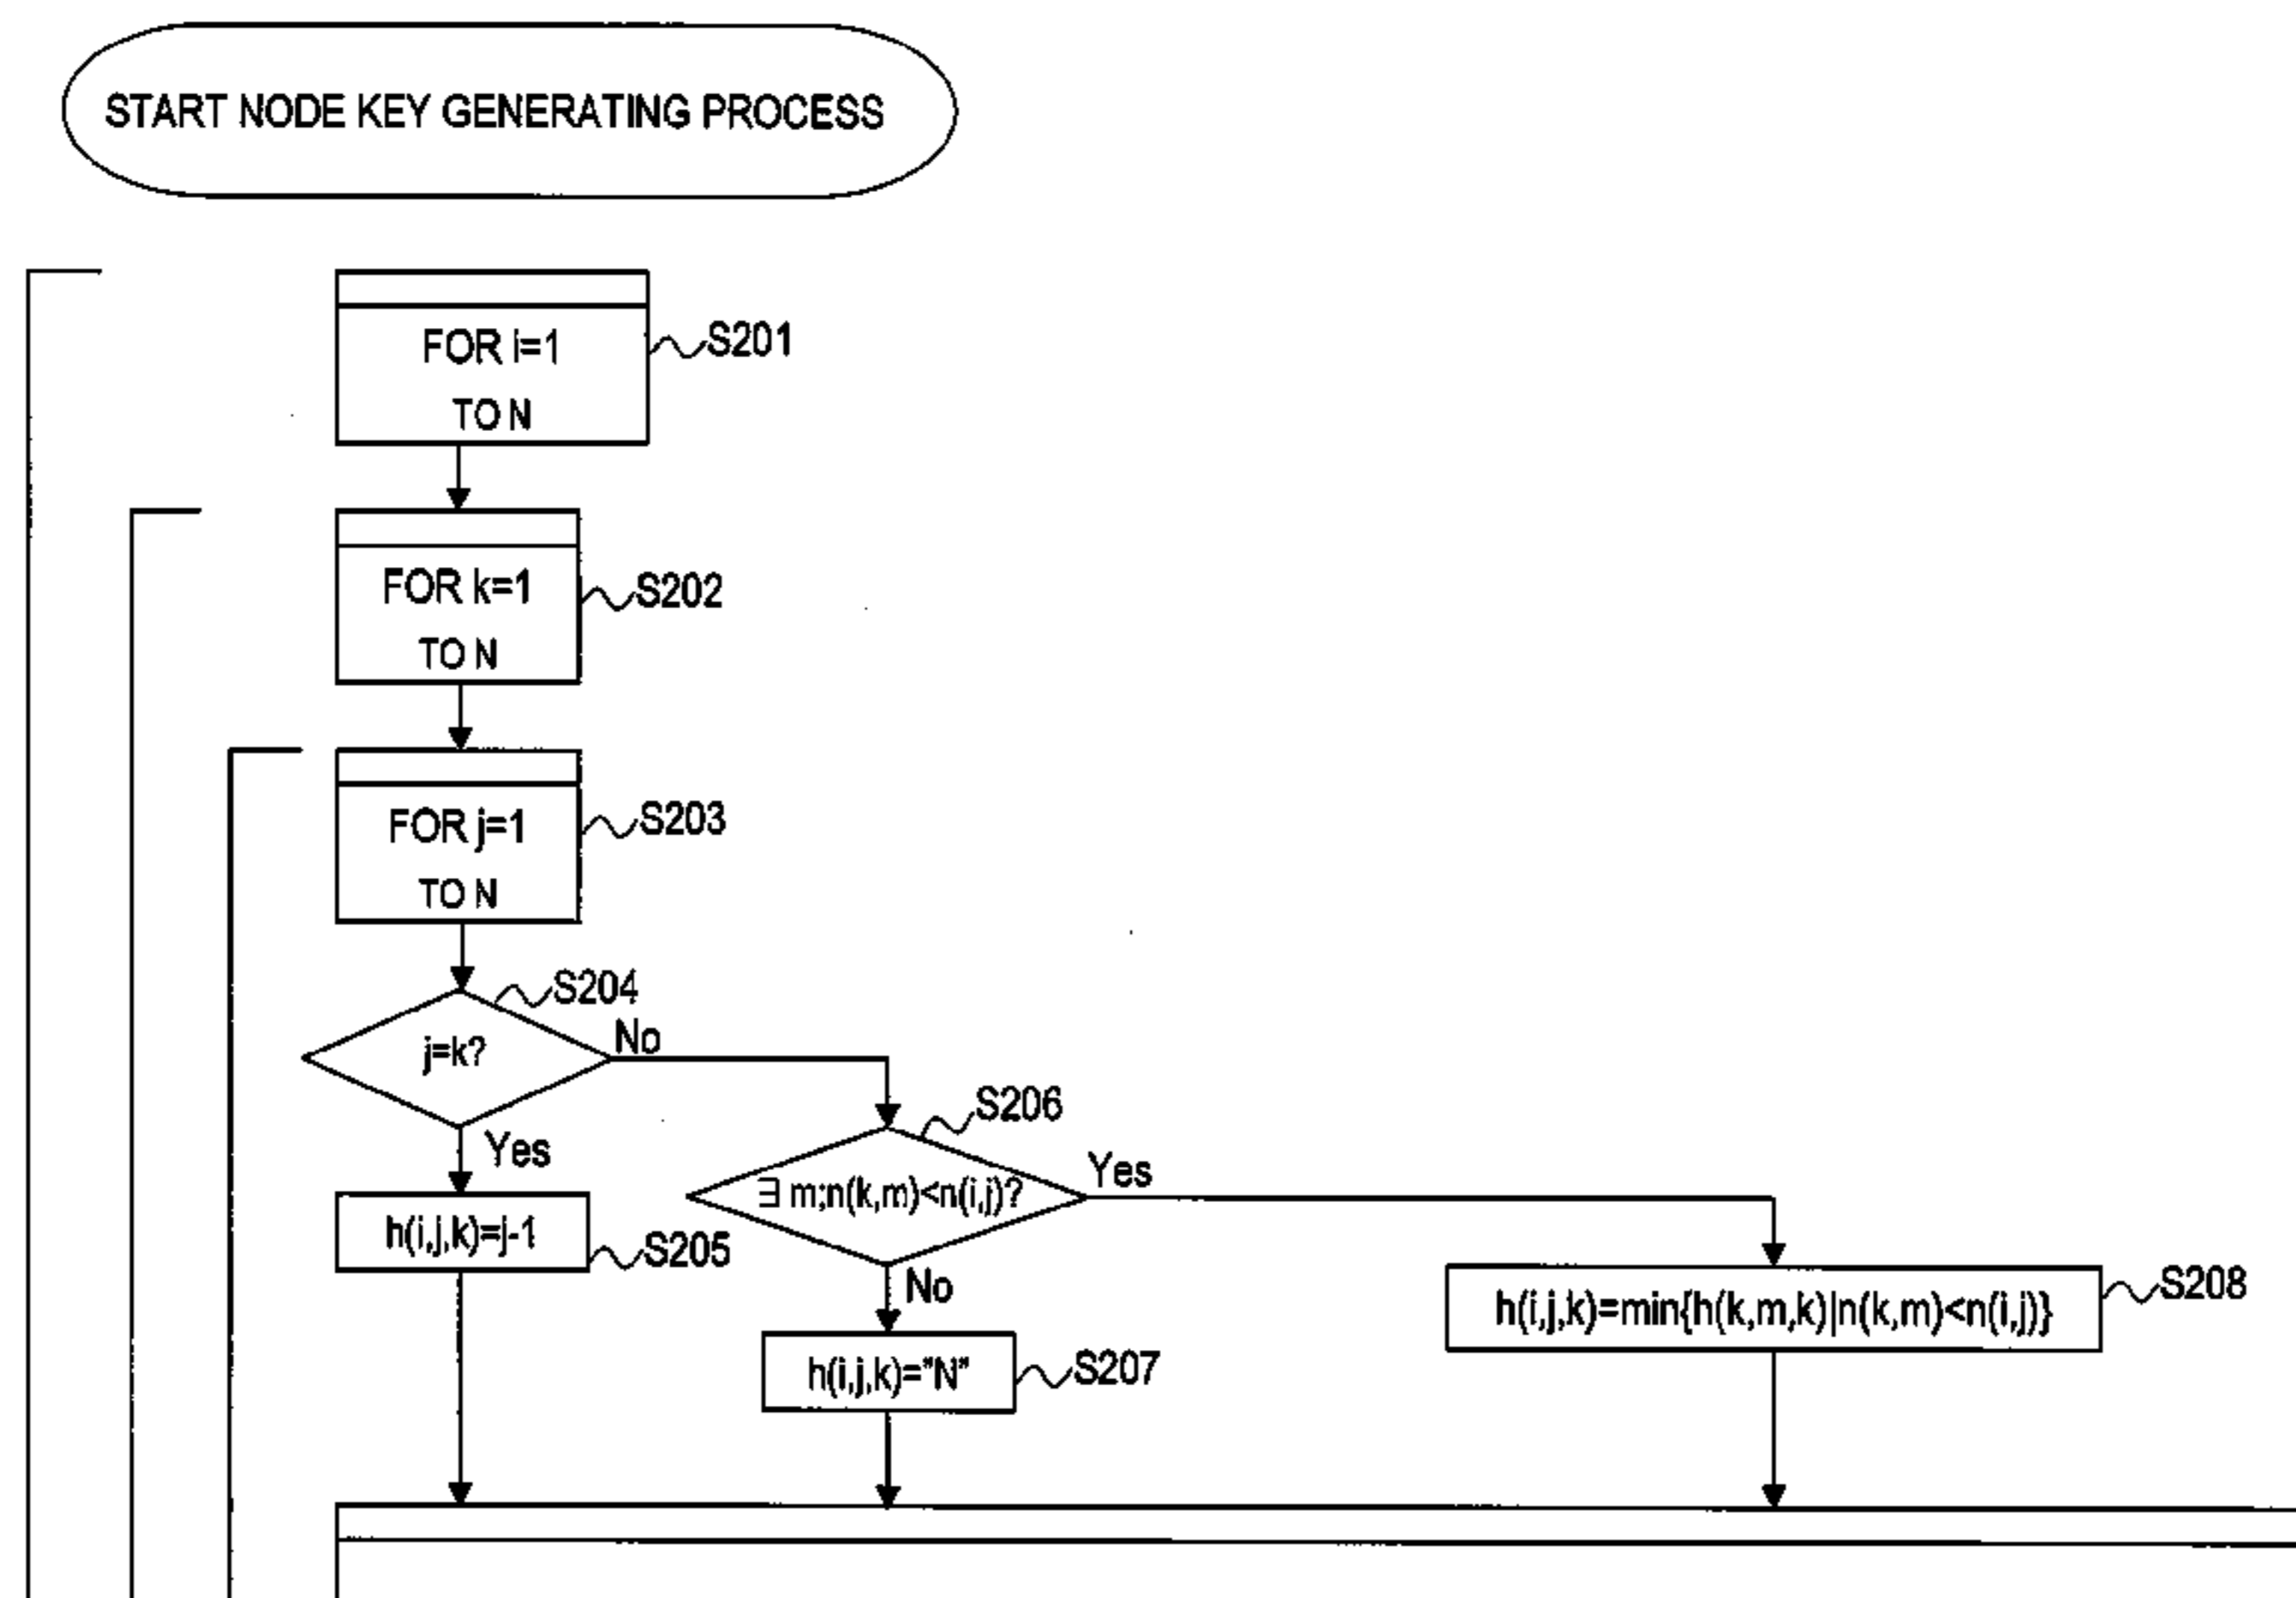 START NODE KEY GENERATING PROCESS
FOR i=1
TO N
S201
FOR k=1
TO N
S202
FOR j=1
TO N
S203
S204
j=k?
No
Yes
S206
∃ m;n(k,m)<n(i,j)?
Yes
No
h(i,j,k)=j-1
S205
h(i,j,k)="N"
S207
h(i,j,k)=min{h(k,m,k)|n(k,m)<n(i,j)}
S208